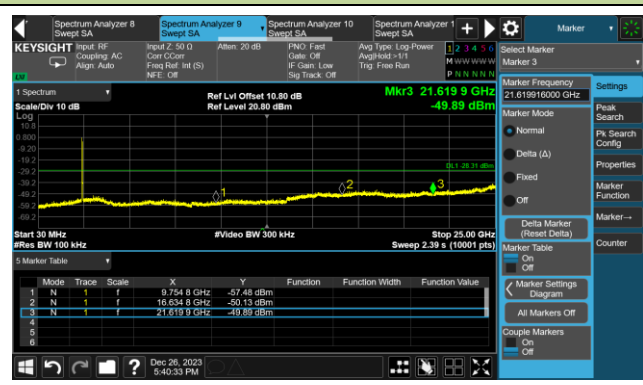 Spectrum Analyzer 8
Swept SA
Spectrum Analyzer 9
Swept SA
Spectrum Analyzer 10
Swept SA
Spectrum Analyzer 1
Swept SA
Marker
KEYSIGHT
Input: RF
Coupling: AC
Align: Auto
Input Z: 50 Ω
Corr CCorr
Freq Ref: Int (S)
NFE: Off
Atten: 20 dB
PNO: Fast
Gate: Off
IF Gain: Low
Sig Track: Off
Avg Type: Log-Power
Avg|Hold:>1/1
Trig: Free Run
1 2 3 4 5 6
M W W W W W
P N N N N N
LV
Select Marker
Marker 3
1 Spectrum
Scale/Div 10 dB
Ref Lvl Offset 10.80 dB
Ref Level 20.80 dBm
Mkr3 21.619 9 GHz
-49.89 dBm
Log
10.8
0.800
-9.20
-19.2
-29.2
-39.2
-49.2
-59.2
-69.2
DL1 -28.31 dBm
1
2
3
Start 30 MHz
#Res BW 100 kHz
#Video BW 300 kHz
Stop 25.00 GHz
Sweep 2.39 s (10001 pts)
5 Marker Table
Mode Trace Scale X Y Function Function Width Function Value
1 N 1 f 9.754 8 GHz -57.48 dBm
2 N 1 f 16.634 8 GHz -50.13 dBm
3 N 1 f 21.619 9 GHz -49.89 dBm
4
5
6
Marker Frequency
21.619916000 GHz
Marker Mode
Normal
Delta (Δ)
Fixed
Off
Delta Marker
(Reset Delta)
Marker Table
On
Off
Marker Settings
Diagram
All Markers Off
Couple Markers
On
Off
Settings
Peak
Search
Pk Search
Config
Properties
Marker
Function
Marker→
Counter
?
Dec 26, 2023
5:40:33 PM